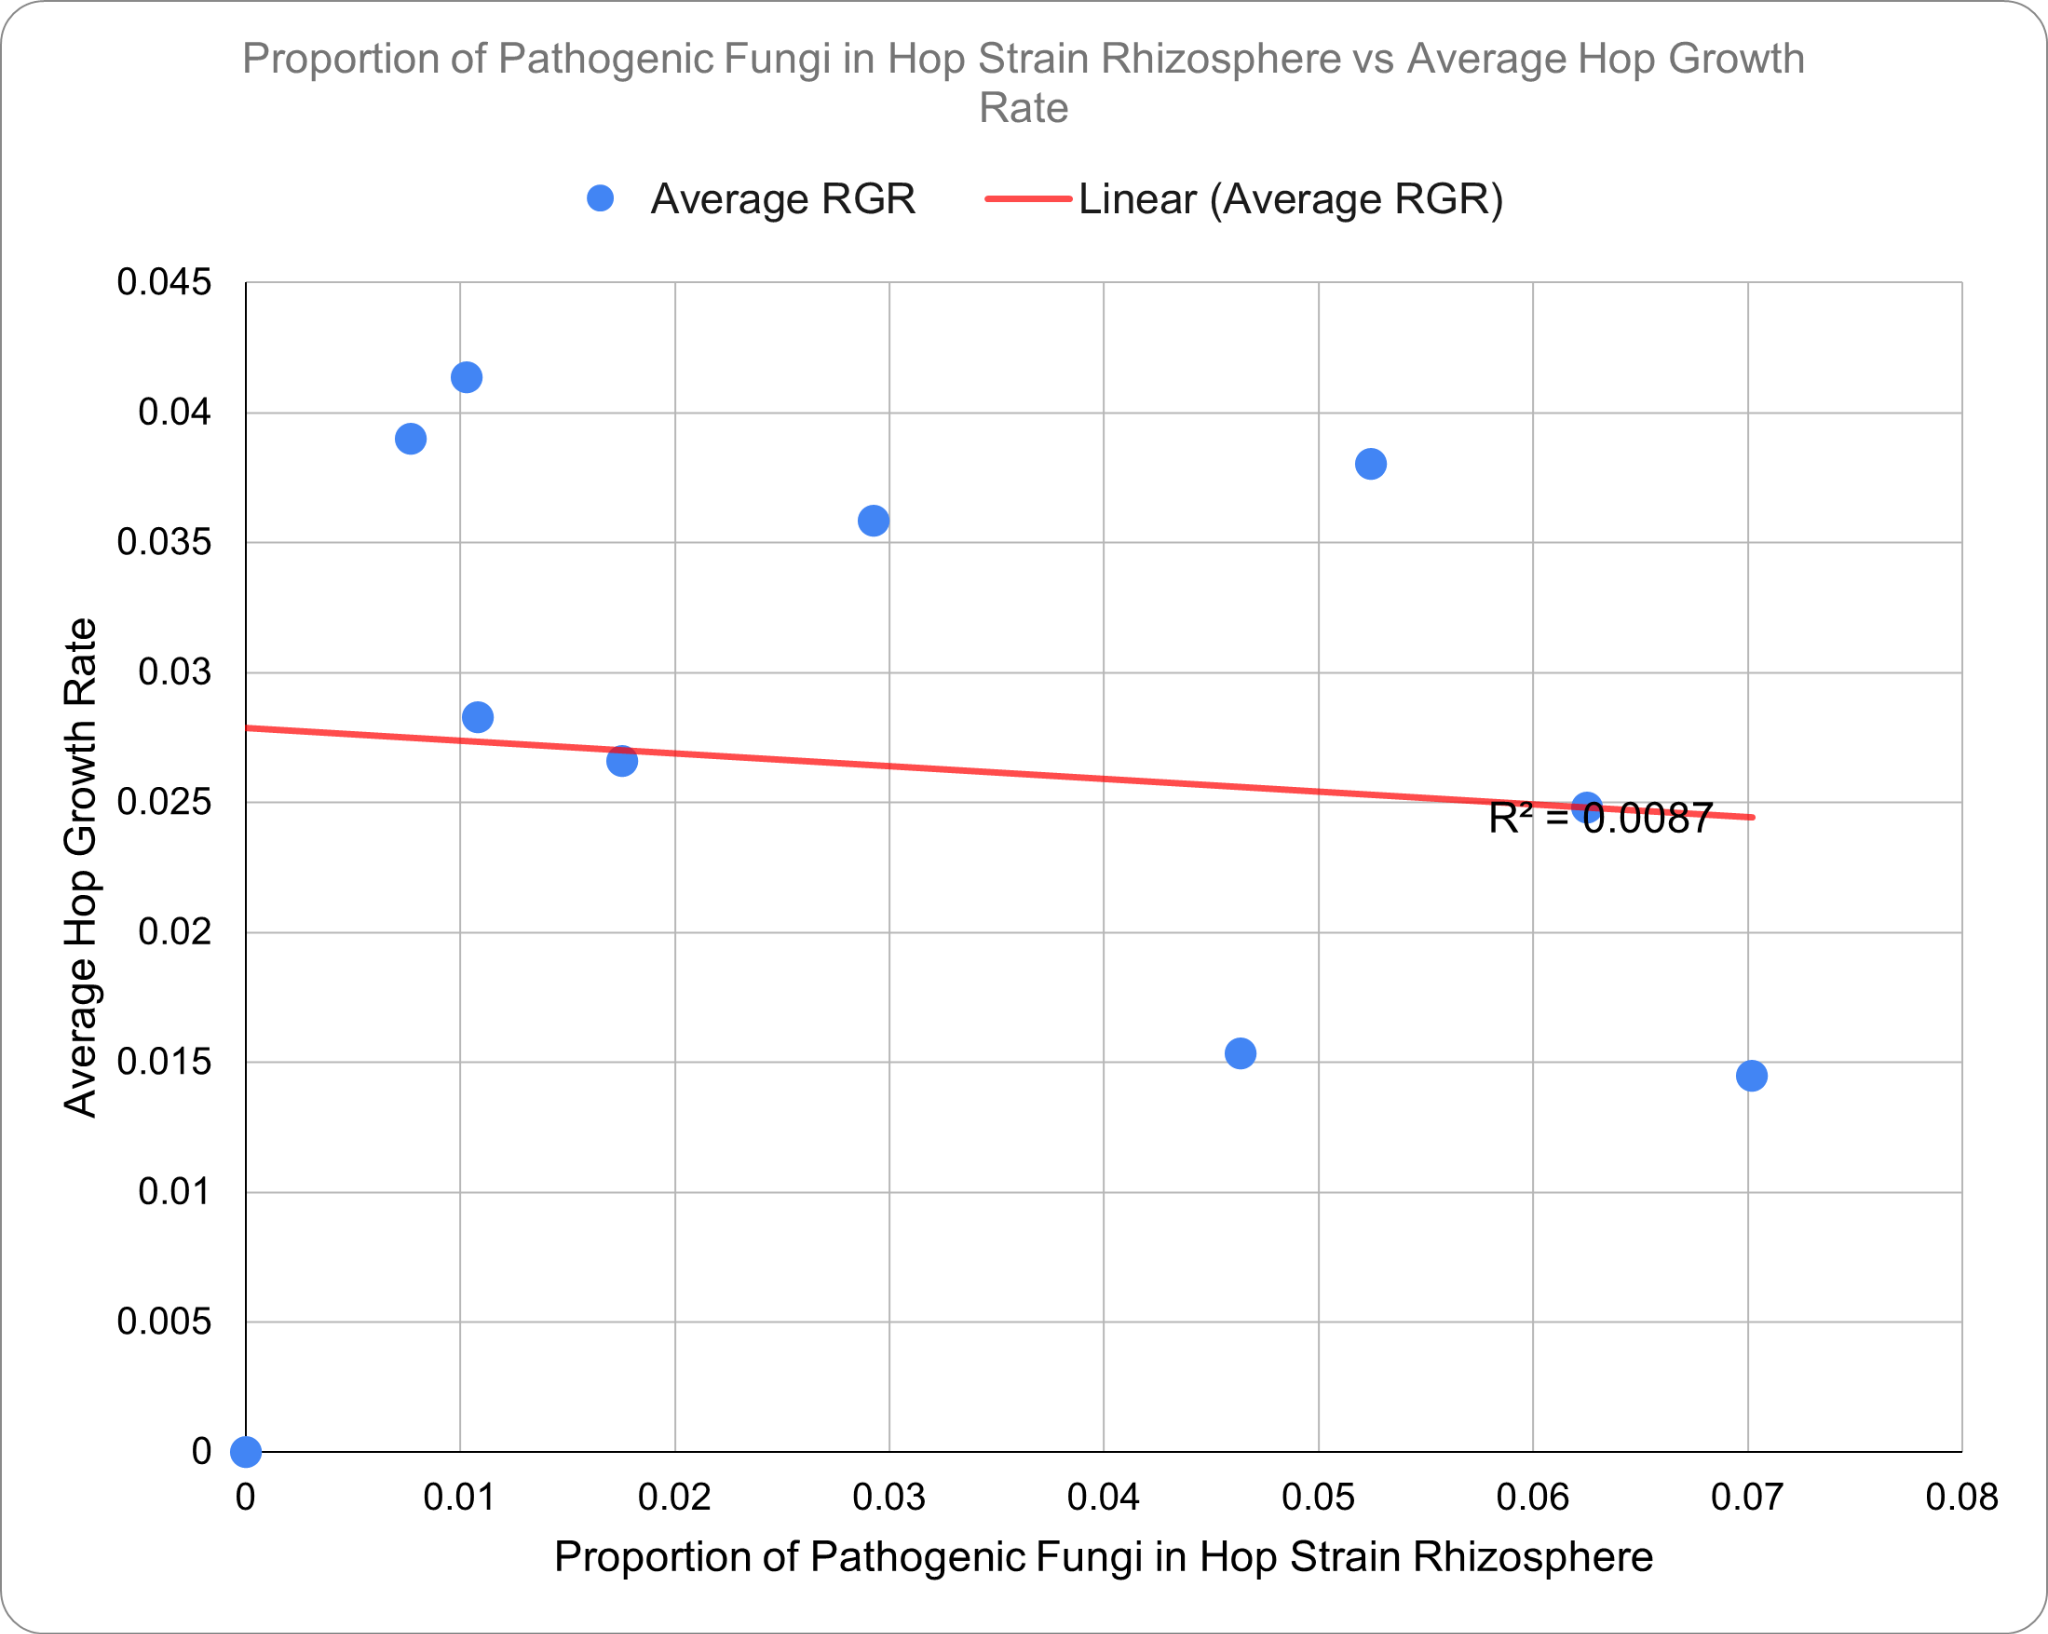 Proportion of Pathogenic Fungi in Hop Strain Rhizosphere vs Average Hop Growth
Rate
Average RGR
Linear (Average RGR)
Average Hop Growth Rate
0.045
0.04
0.035
0.03
0.025
0.02
0.015
0.01
0.005
0
R² = 0.0087
0 0.01 0.02 0.03 0.04 0.05 0.06 0.07 0.08
Proportion of Pathogenic Fungi in Hop Strain Rhizosphere